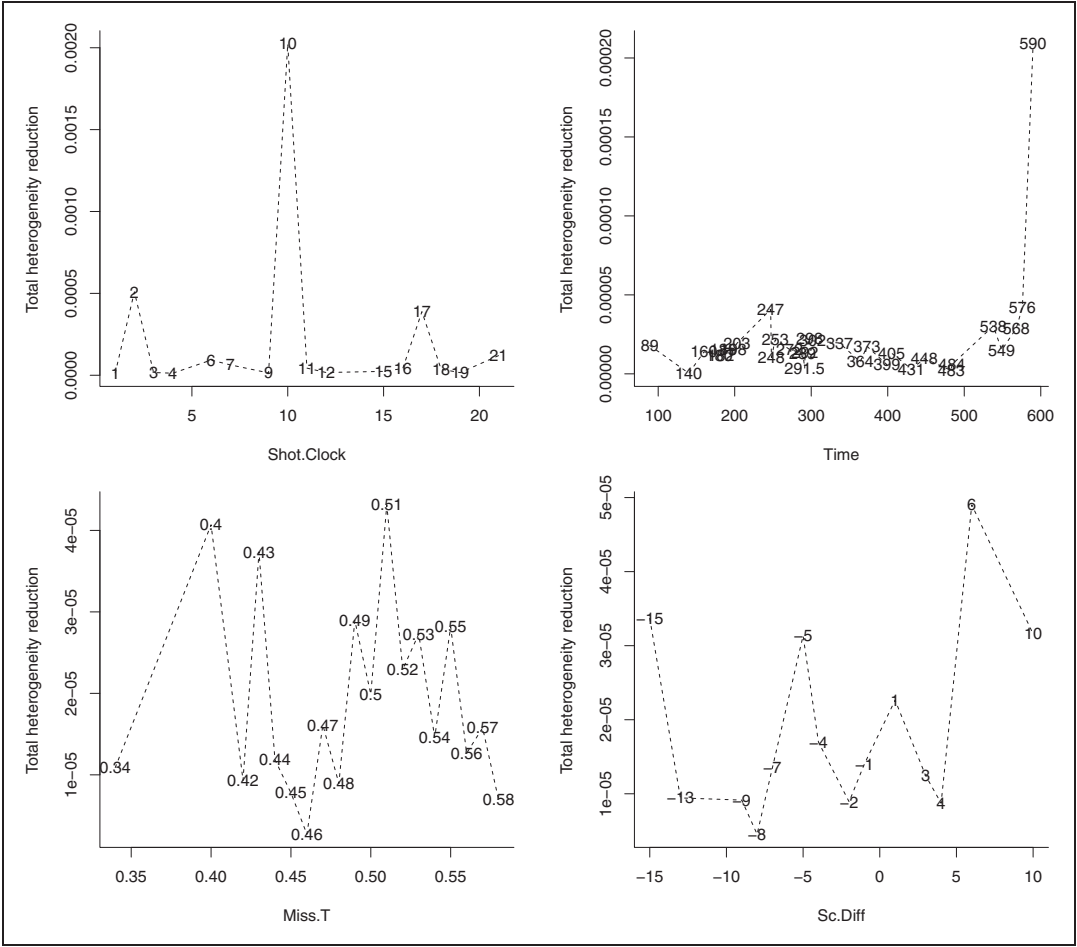 Total heterogeneity reduction
0.0000 0.0005 0.0010 0.0015 0.0020
1 2 3 4 6 7 9 10 11 12 15 16 17 18 19 21
5 10 15 20
Shot.Clock
Total heterogeneity reduction
0.00000 0.00005 0.00010 0.00015 0.00020
89 140 203 247 248 253 291.5 337 364 373 399 405 431 448 484 483 538 549 568 576 590
100 200 300 400 500 600
Time
Total heterogeneity reduction
1e−05 2e−05 3e−05 4e−05
0.34 0.4 0.42 0.43 0.44 0.45 0.46 0.47 0.48 0.49 0.5 0.51 0.52 0.53 0.54 0.55 0.56 0.57 0.58
0.35 0.40 0.45 0.50 0.55
Miss.T
Total heterogeneity reduction
1e−05 2e−05 3e−05 4e−05 5e−05
−15 −13 −9 −8 −7 −5 −4 −2 −1 1 3 4 6 10
−15 −10 −5 0 5 10
Sc.Diff